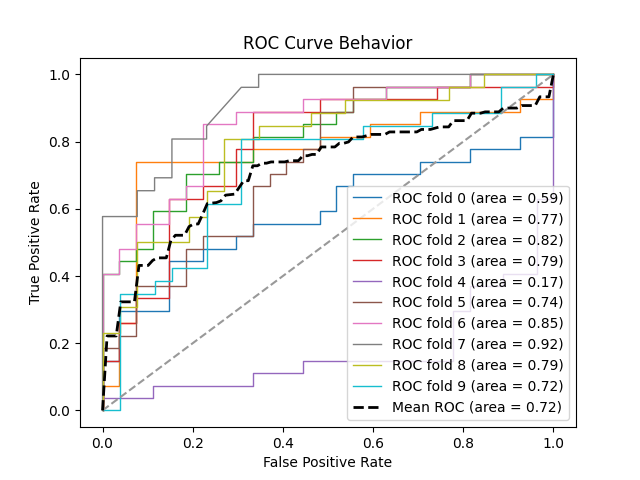 ROC Curve Behavior
True Positive Rate
1.0
0.8
0.6
0.4
0.2
0.0
ROC fold 0 (area = 0.59)
ROC fold 1 (area = 0.77)
ROC fold 2 (area = 0.82)
ROC fold 3 (area = 0.79)
ROC fold 4 (area = 0.17)
ROC fold 5 (area = 0.74)
ROC fold 6 (area = 0.85)
ROC fold 7 (area = 0.92)
ROC fold 8 (area = 0.79)
ROC fold 9 (area = 0.72)
Mean ROC (area = 0.72)
0.0 0.2 0.4 0.6 0.8 1.0
False Positive Rate